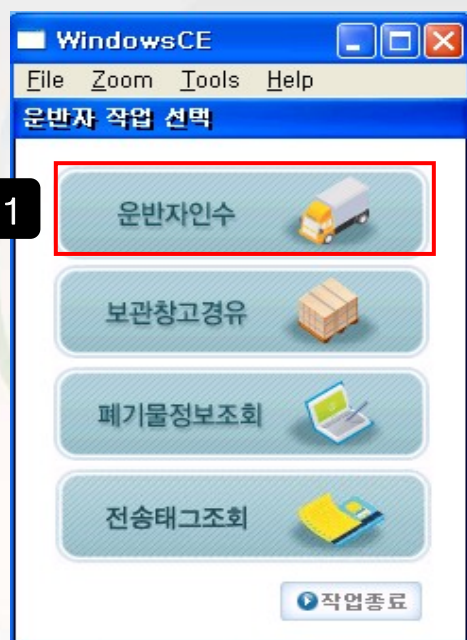 WindowsCE
File Zoom Tools Help
운반자 작업 선택
1
운반자인수
보관창고경유
폐기물정보조회
전송태그조회
작업종료